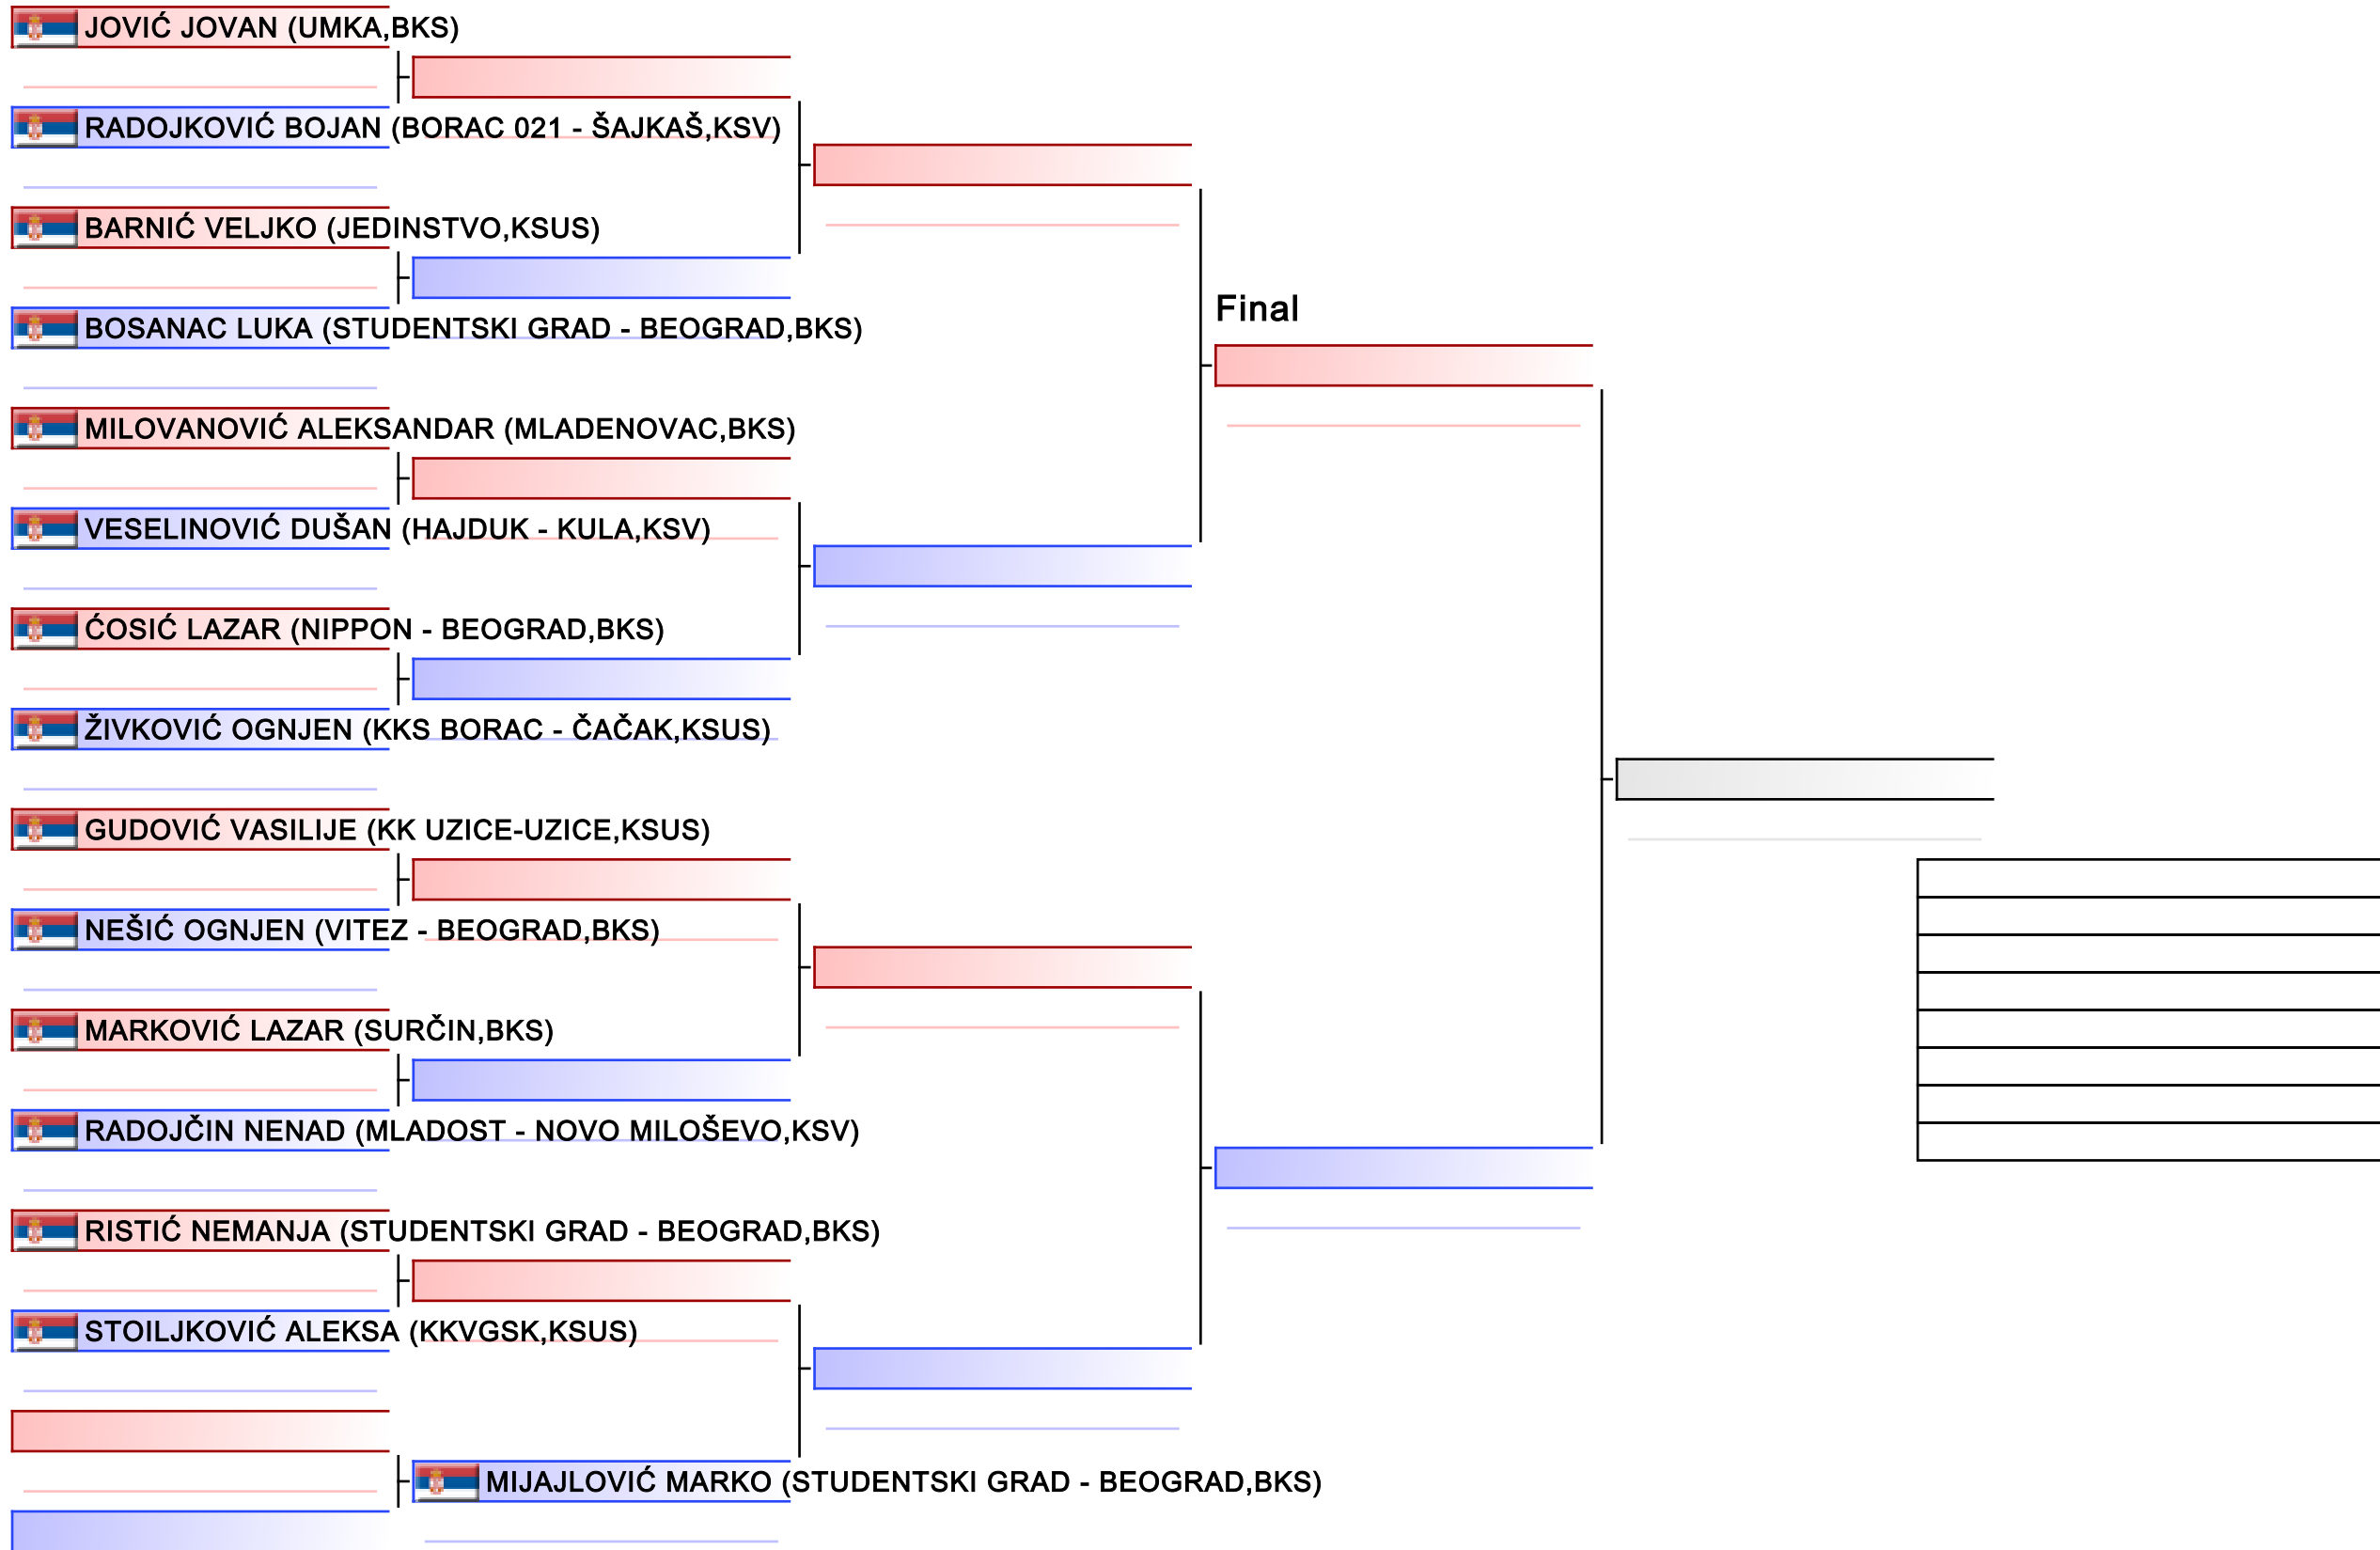 JOVIĆ JOVAN (UMKA,BKS)
RADOJKOVIĆ BOJAN (BORAC 021 - ŠAJKAŠ,KSV)
BARNIĆ VELJKO (JEDINSTVO,KSUS)
BOSANAC LUKA (STUDENTSKI GRAD - BEOGRAD,BKS)
Final
MILOVANOVIĆ ALEKSANDAR (MLADENOVAC,BKS)
VESELINOVIĆ DUŠAN (HAJDUK - KULA,KSV)
ĆOSIĆ LAZAR (NIPPON - BEOGRAD,BKS)
ŽIVKOVIĆ OGNJEN (KKS BORAC - ČAČAK,KSUS)
GUDOVIĆ VASILIJE (KK UZICE-UZICE,KSUS)
NEŠIĆ OGNJEN (VITEZ - BEOGRAD,BKS)
MARKOVIĆ LAZAR (SURČIN,BKS)
RADOJČIN NENAD (MLADOST - NOVO MILOŠEVO,KSV)
RISTIĆ NEMANJA (STUDENTSKI GRAD - BEOGRAD,BKS)
STOILJKOVIĆ ALEKSA (KKVGSK,KSUS)
MIJAJLOVIĆ MARKO (STUDENTSKI GRAD - BEOGRAD,BKS)